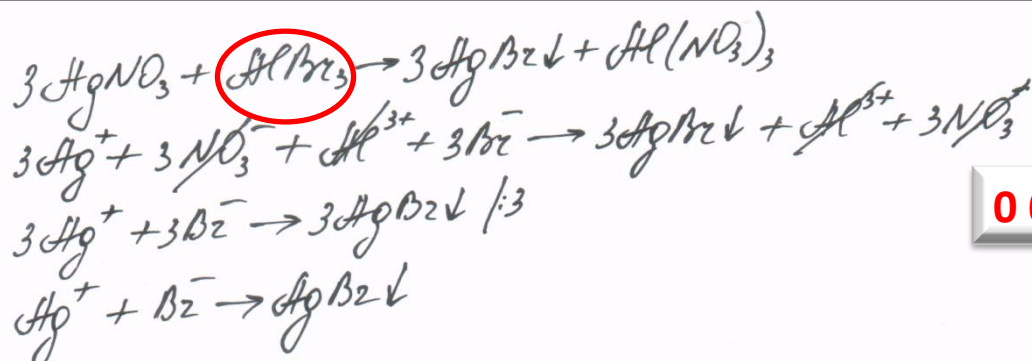 3AgNO₃ + AlBr₃ → 3AgBr↓ + Al(NO₃)₃
3Ag⁺ + 3NO₃⁻ + Al³⁺ + 3Br⁻ → 3AgBr↓ + Al³⁺ + 3NO₃⁻
3Ag⁺ + 3Br⁻ → 3AgBr↓ /:3
Ag⁺ + Br⁻ → AgBr↓
0